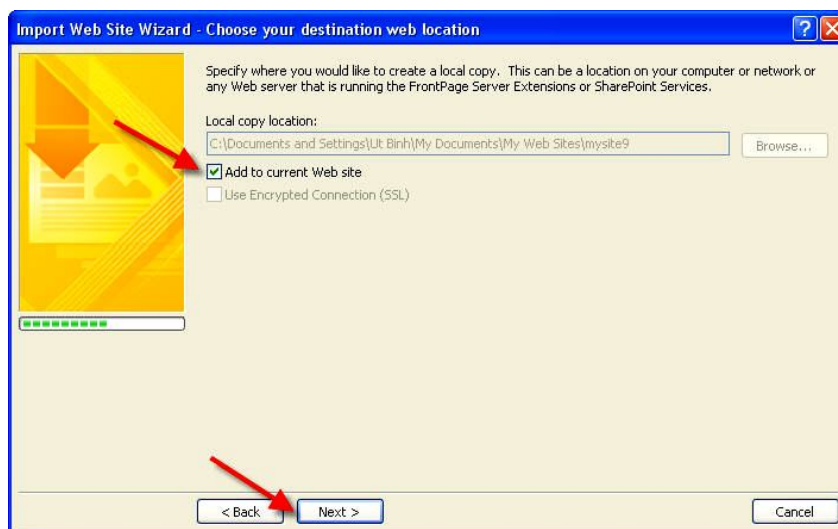 Import Web Site Wizard - Choose your destination web location
Specify where you would like to create a local copy. This can be a location on your computer or network or
any Web server that is running the FrontPage Server Extensions or SharePoint Services.
Local copy location:
C:\Documents and Settings\Ut Binh\My Documents\My Web Sites\mysite9
Browse...
Add to current Web site
Use Encrypted Connection (SSL)
< Back
Next >
Cancel